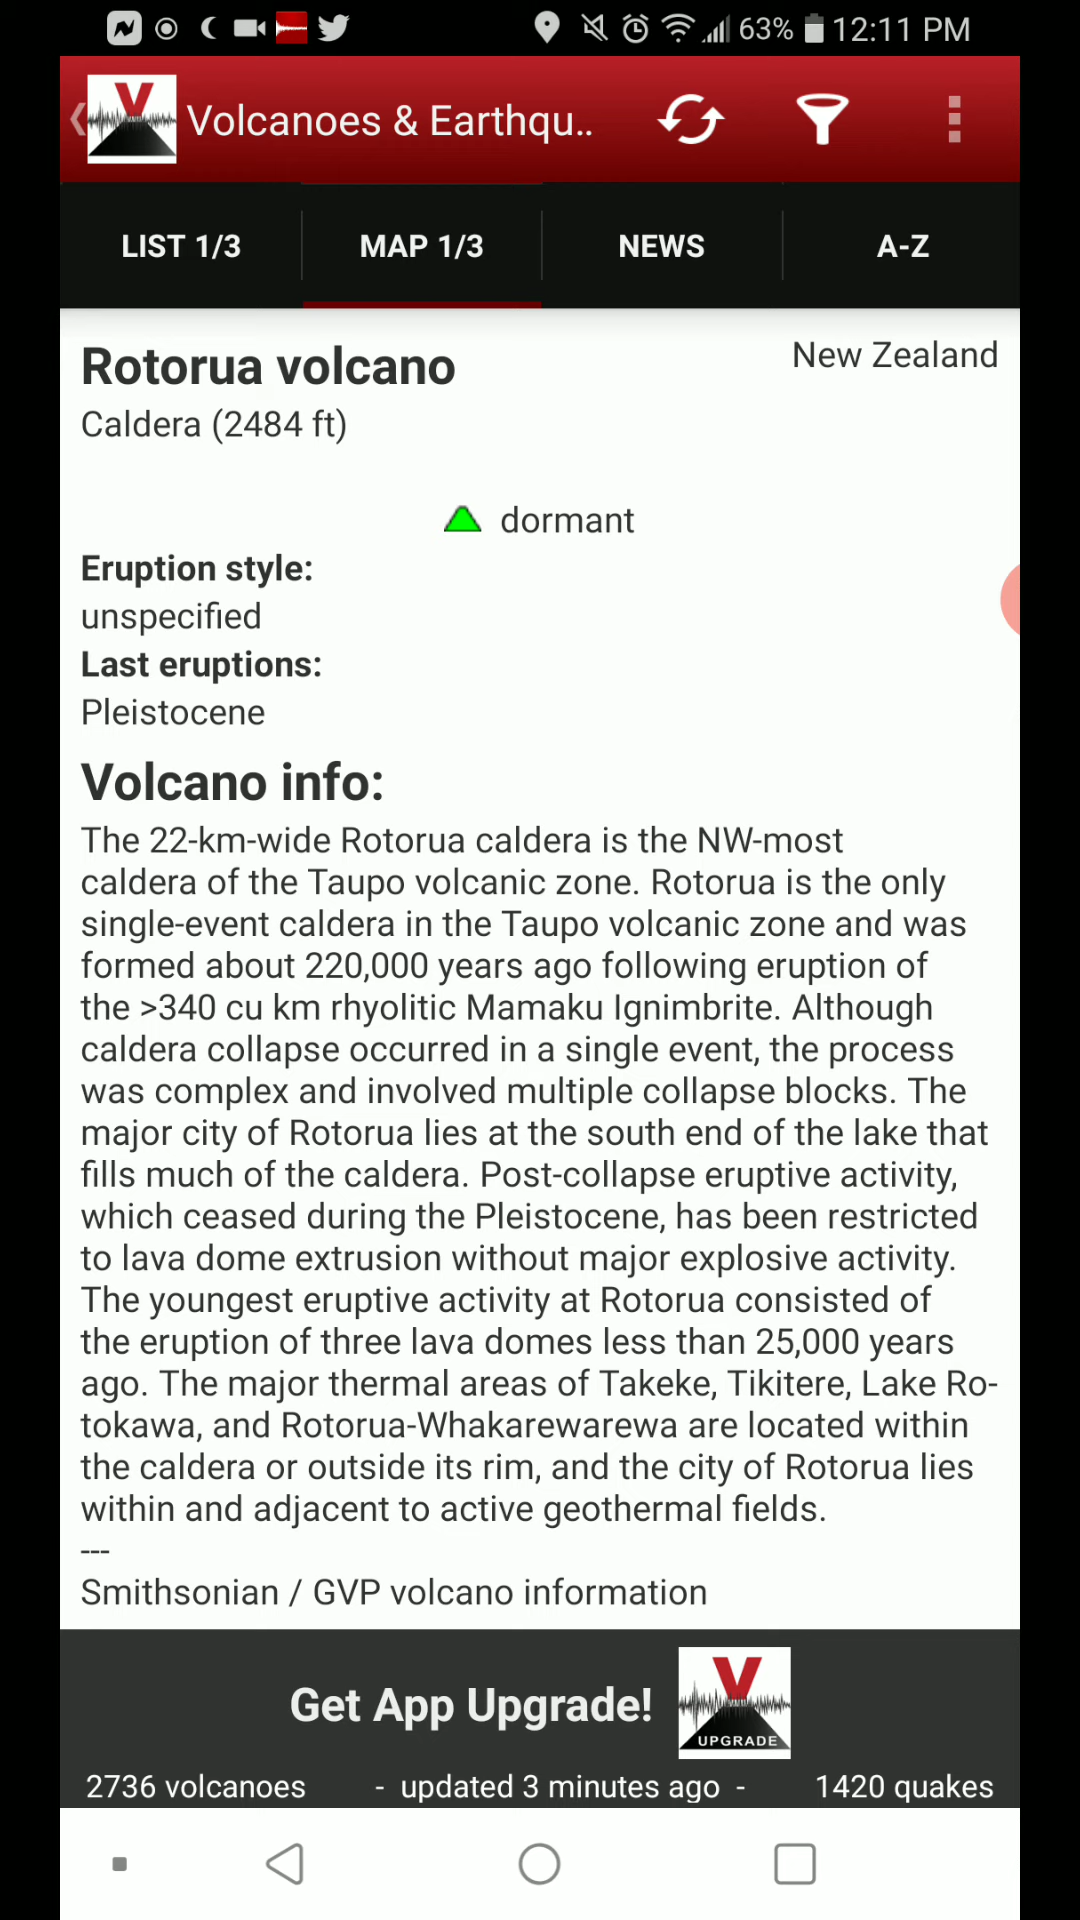 63% 12:11 PM
V Volcanoes & Earthqu..
LIST 1/3 MAP 1/3 NEWS A-Z
Rotorua volcano New Zealand
Caldera (2484 ft)
dormant
Eruption style:
unspecified
Last eruptions:
Pleistocene
Volcano info:
The 22-km-wide Rotorua caldera is the NW-most
caldera of the Taupo volcanic zone. Rotorua is the only
single-event caldera in the Taupo volcanic zone and was
formed about 220,000 years ago following eruption of
the >340 cu km rhyolitic Mamaku Ignimbrite. Although
caldera collapse occurred in a single event, the process
was complex and involved multiple collapse blocks. The
major city of Rotorua lies at the south end of the lake that
fills much of the caldera. Post-collapse eruptive activity,
which ceased during the Pleistocene, has been restricted
to lava dome extrusion without major explosive activity.
The youngest eruptive activity at Rotorua consisted of
the eruption of three lava domes less than 25,000 years
ago. The major thermal areas of Takeke, Tikitere, Lake Ro-
tokawa, and Rotorua-Whakarewarewa are located within
the caldera or outside its rim, and the city of Rotorua lies
within and adjacent to active geothermal fields.
---
Smithsonian / GVP volcano information
Get App Upgrade! V
UPGRADE
2736 volcanoes - updated 3 minutes ago - 1420 quakes